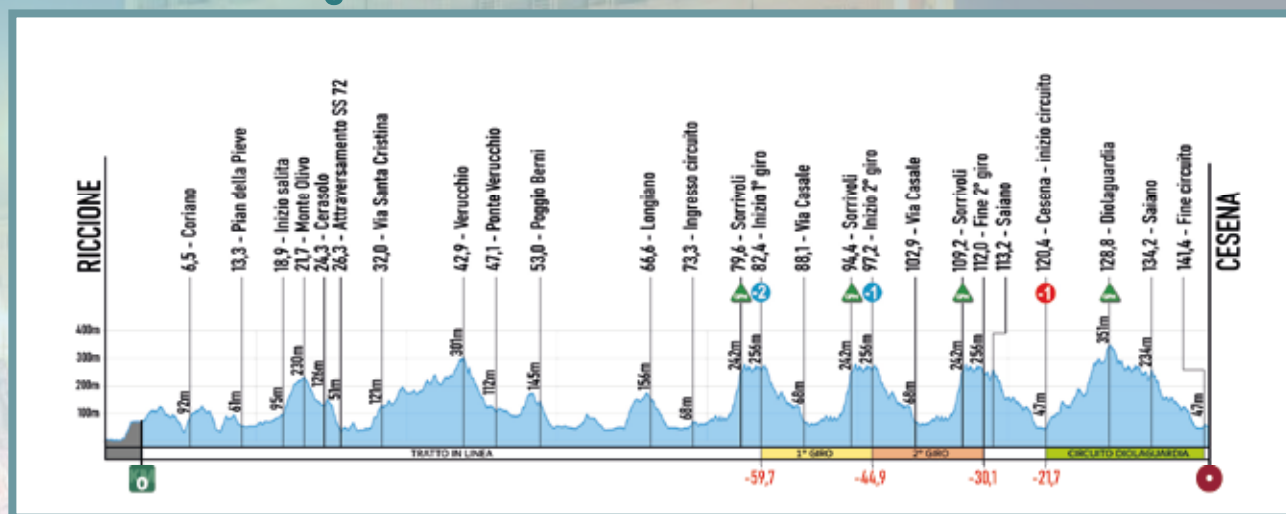 RICCIONE
6,5 - Coriano
13,3 - Pian della Pieve
18,9 - Inizio salita
21,7 - Monte Olivo
24,3 - Cerasolo
26,3 - Attraversamento SS 72
32,0 - Via Santa Cristina
42,9 - Verucchio
47,1 - Ponte Verucchio
53,0 - Poggio Berni
66,6 - Longiano
73,3 - Ingresso circuito
79,6 - Sorrivoli
82,4 - Inizio 1° giro
88,1 - Via Casale
94,4 - Sorrivoli
97,2 - Inizio 2° giro
102,9 - Via Casale
109,2 - Sorrivoli
112,0 - Fine 2° giro
113,2 - Saiano
120,4 - Cesena - inizio circuito
128,8 - Diolaguardia
134,2 - Saiano
141,4 - Fine circuito
CESENA
-2
-1
-1
400m
300m
200m
100m
92m
61m
95m
230m
126m
51m
121m
301m
112m
145m
156m
68m
242m
256m
68m
242m
256m
68m
242m
256m
47m
351m
234m
47m
TRATTO IN LINEA
1° GIRO
2° GIRO
CIRCUITO DIOLAGUARDIA
0
-59,7
-44,9
-30,1
-21,7